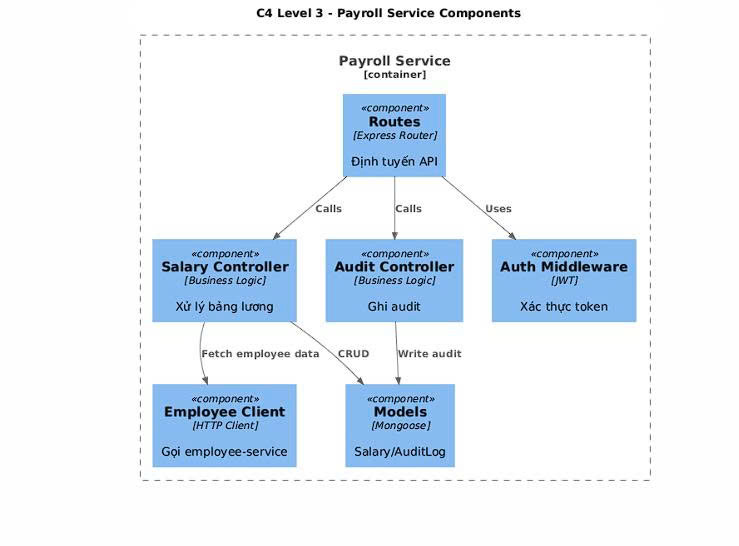 C4 Level 3 - Payroll Service Components
Payroll Service
[container]
«component»
Routes
[Express Router]
Định tuyến API
Calls
Calls
Uses
«component»
Salary Controller
[Business Logic]
Xử lý bảng lương
«component»
Audit Controller
[Business Logic]
Ghi audit
«component»
Auth Middleware
[JWT]
Xác thực token
Fetch employee data
CRUD
Write audit
«component»
Employee Client
[HTTP Client]
Gọi employee-service
«component»
Models
[Mongoose]
Salary/AuditLog